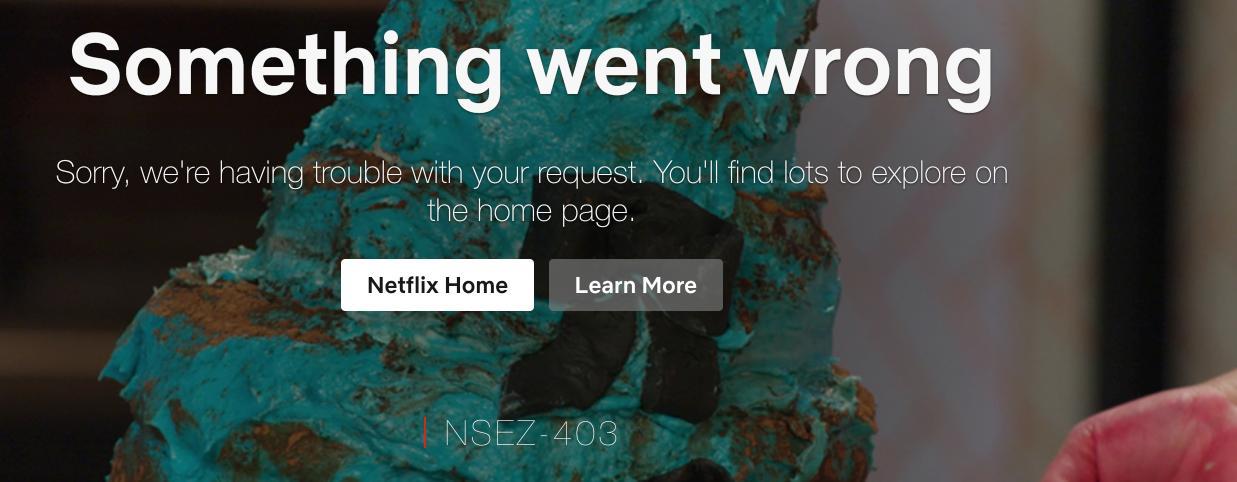 Something went wrong
Sorry, we're having trouble with your request. You'll find lots to explore on
the home page.
Netflix Home
Learn More
NSEZ-403